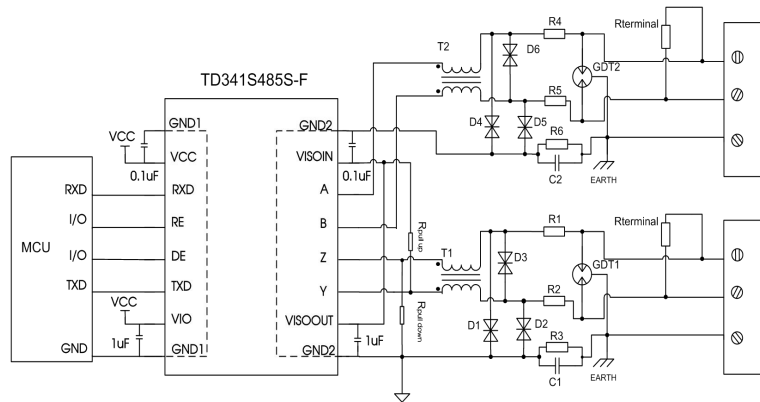 TD341S485S-F
MCU
RXD
I/O
I/O
TXD
GND
VCC
0.1uF
VCC
1uF
GND1
VCC
RXD
RE
DE
TXD
VIO
GND1
GND2
VISOIN
A
B
Z
Y
VISOOUT
GND2
0.1uF
1uF
Rpull up
Rpull down
T2
D6
D4
D5
R4
R5
R6
C2
GDT2
EARTH
Rterminal
T1
D3
D1
D2
R1
R2
R3
C1
GDT1
EARTH
Rterminal